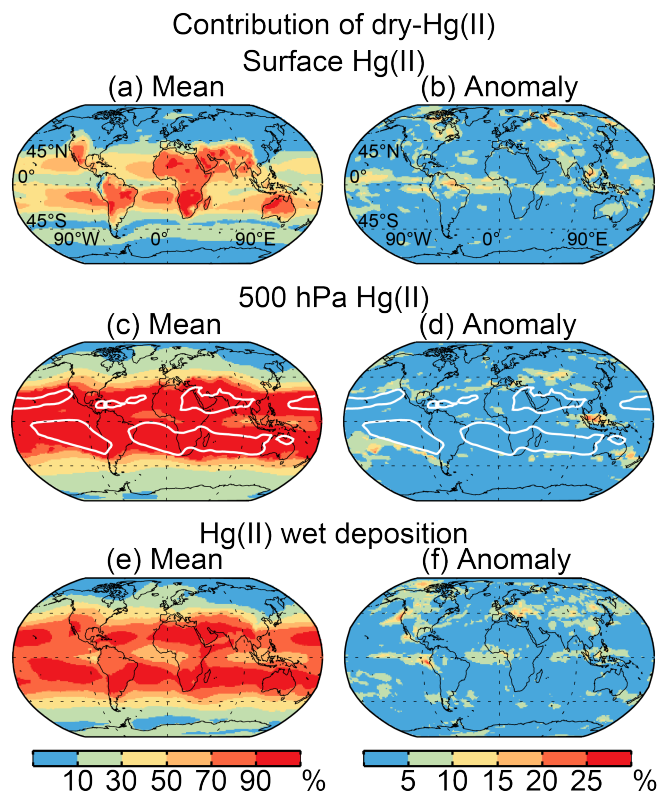 Contribution of dry-Hg(II)
Surface Hg(II)
(a) Mean
(b) Anomaly
45°N
0°
45°S
90°W
0°
90°E
45°N
0°
45°S
90°W
0°
90°E
500 hPa Hg(II)
(c) Mean
(d) Anomaly
Hg(II) wet deposition
(e) Mean
(f) Anomaly
10 30 50 70 90 %
5 10 15 20 25 %